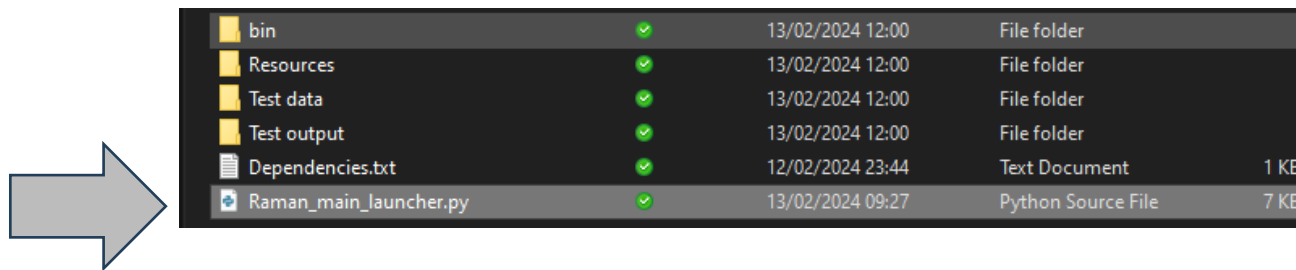 bin 13/02/2024 12:00 File folder
Resources 13/02/2024 12:00 File folder
Test data 13/02/2024 12:00 File folder
Test output 13/02/2024 12:00 File folder
Dependencies.txt 12/02/2024 23:44 Text Document 1 KB
Raman_main_launcher.py 13/02/2024 09:27 Python Source File 7 KB